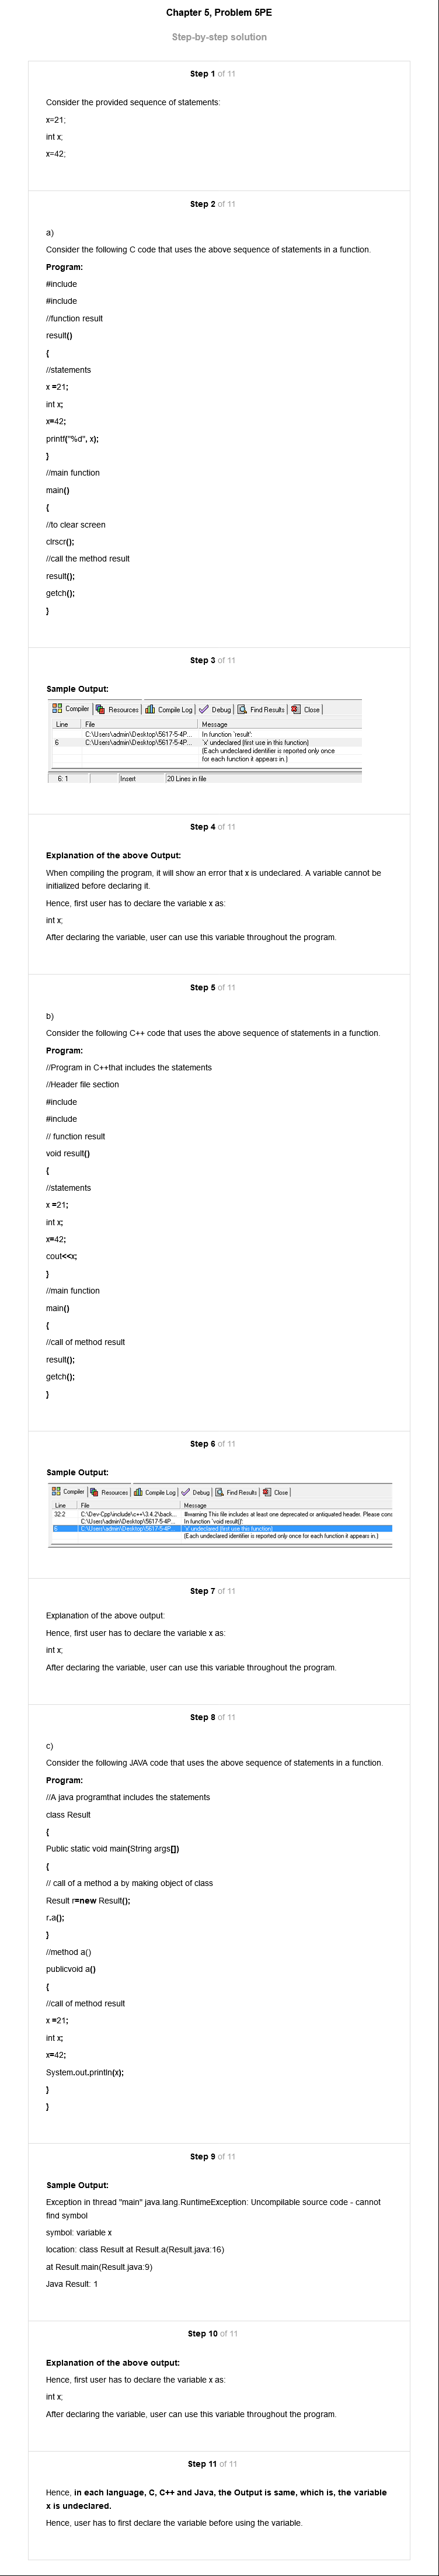 Chapter 5, Problem 5PE
Step-by-step solution
Step 1 of 11
Consider the provided sequence of statements:
x=21;
int x;
x=42;
Step 2 of 11
a)
Consider the following C code that uses the above sequence of statements in a function.
Program:
#include
#include
//function result
result()
{
//statements
x =21;
int x;
x=42;
printf("%d", x);
}
//main function
main()
{
//to clear screen
clrscr();
//call the method result
result();
getch();
}
Step 3 of 11
Sample Output:
Compiler Resources Compile Log Debug Find Results Close
Line File Message
C:\Users\admin\Desktop\5617-5-4P... In function `result':
6 C:\Users\admin\Desktop\5617-5-4P... `x' undeclared (first use in this function)
(Each undeclared identifier is reported only once
for each function it appears in.)
6: 1 Insert 20 Lines in file
Step 4 of 11
Explanation of the above Output:
When compiling the program, it will show an error that x is undeclared. A variable cannot be
initialized before declaring it.
Hence, first user has to declare the variable x as:
int x;
After declaring the variable, user can use this variable throughout the program.
Step 5 of 11
b)
Consider the following C++ code that uses the above sequence of statements in a function.
Program:
//Program in C++that includes the statements
//Header file section
#include
#include
// function result
void result()
{
//statements
x =21;
int x;
x=42;
cout<<x;
}
//main function
main()
{
//call of method result
result();
getch();
}
Step 6 of 11
Sample Output:
Compiler Resources Compile Log Debug Find Results Close
Line File Message
32:2 C:\Dev-Cpp\include\c++\3.4.2\back... #warning This file includes at least one deprecated or antiquated header. Please cons
C:\Users\admin\Desktop\5617-5-4P... In function `void result()':
6 C:\Users\admin\Desktop\5617-5-4P... `x' undeclared (first use this function)
(Each undeclared identifier is reported only once for each function it appears in.)
Step 7 of 11
Explanation of the above output:
Hence, first user has to declare the variable x as:
int x;
After declaring the variable, user can use this variable throughout the program.
Step 8 of 11
c)
Consider the following JAVA code that uses the above sequence of statements in a function.
Program:
//A java programthat includes the statements
class Result
{
Public static void main(String args[])
{
// call of a method a by making object of class
Result r=new Result();
r.a();
}
//method a()
publicvoid a()
{
//call of method result
x =21;
int x;
x=42;
System.out.println(x);
}
}
Step 9 of 11
Sample Output:
Exception in thread "main" java.lang.RuntimeException: Uncompilable source code - cannot
find symbol
symbol: variable x
location: class Result at Result.a(Result.java:16)
at Result.main(Result.java:9)
Java Result: 1
Step 10 of 11
Explanation of the above output:
Hence, first user has to declare the variable x as:
int x;
After declaring the variable, user can use this variable throughout the program.
Step 11 of 11
Hence, in each language, C, C++ and Java, the Output is same, which is, the variable
x is undeclared.
Hence, user has to first declare the variable before using the variable.